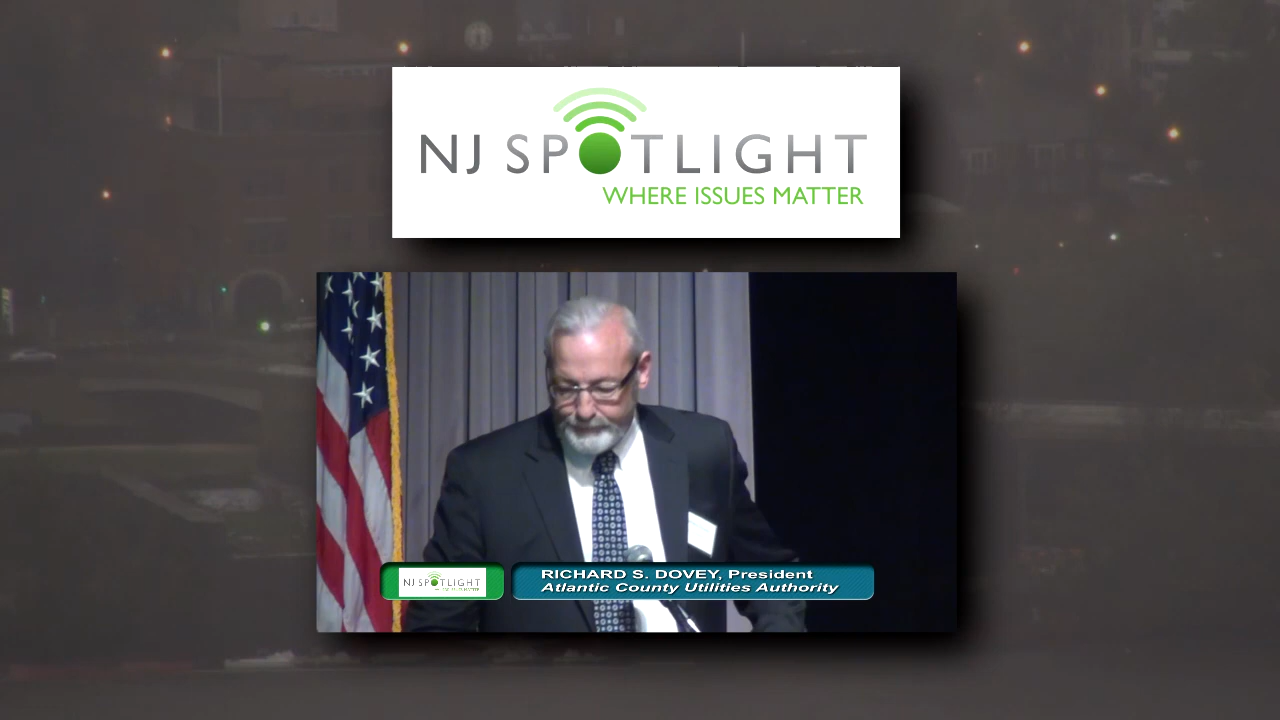 NJ SPOTLIGHT
WHERE ISSUES MATTER
NJ SPOTLIGHT
RICHARD S. DOVEY, President
Atlantic County Utilities Authority